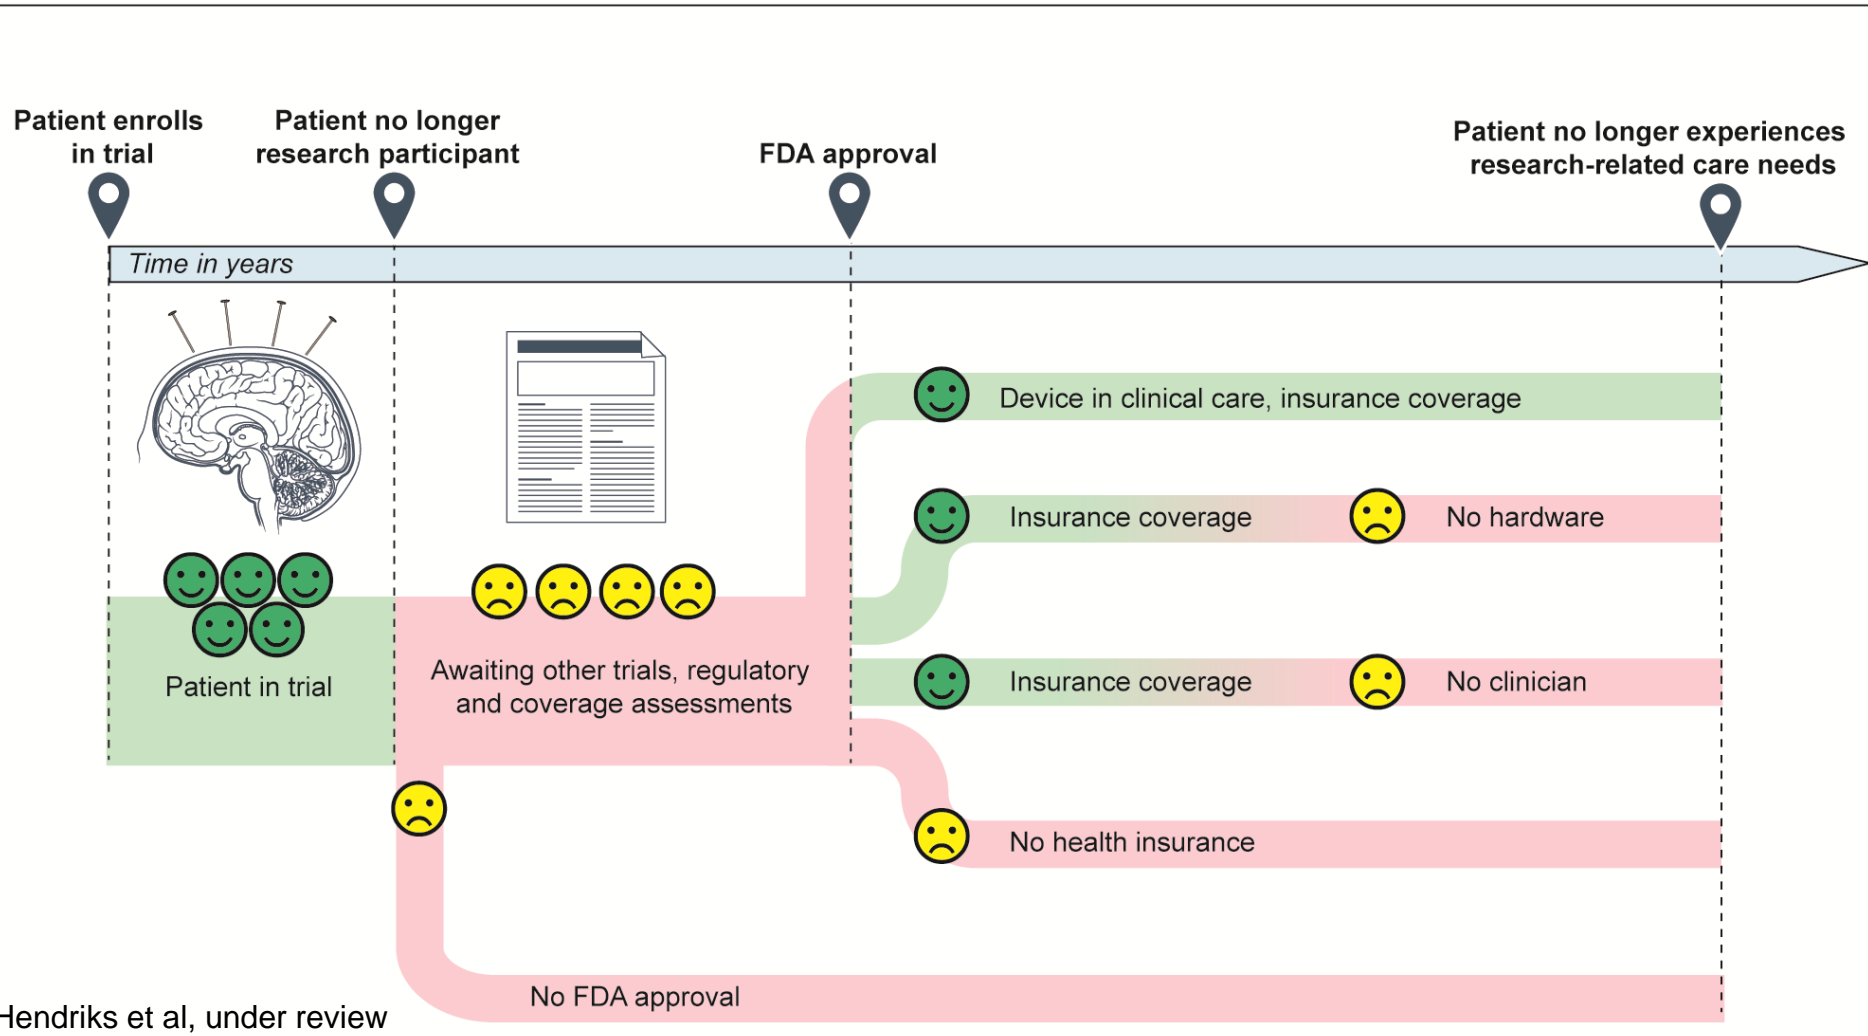 Patient enrolls
in trial
Patient no longer
research participant
FDA approval
Patient no longer experiences
research-related care needs
Time in years
Device in clinical care, insurance coverage
Insurance coverage
No hardware
Patient in trial
Awaiting other trials, regulatory
and coverage assessments
Insurance coverage
No clinician
No health insurance
No FDA approval
Hendriks et al, under review